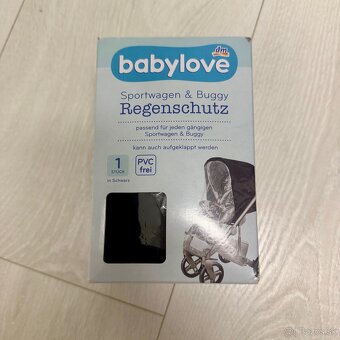 dm
babylove
Sportwagen & Buggy
Regenschutz
passend für jeden gängigen
Sportwagen & Buggy
kann auch aufgeklappt werden
1
STÜCK
PVC
frei
in Schwarz
babylove